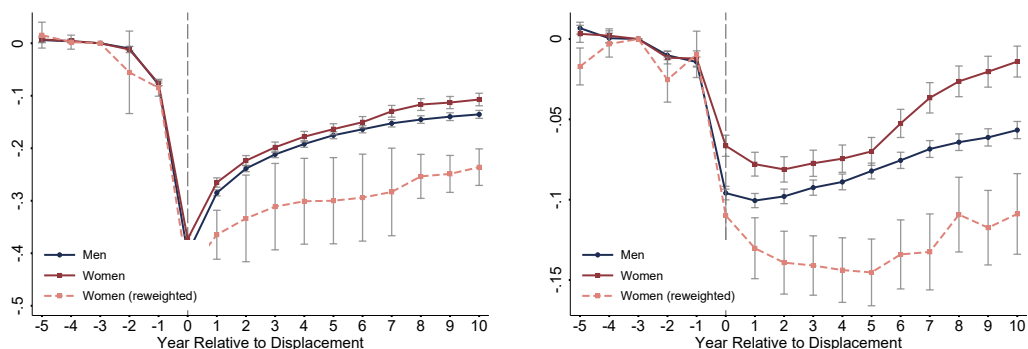 0
-.1
-.2
-.3
-.4
-.5
Men
Women
Women (reweighted)
-5 -4 -3 -2 -1 0 1 2 3 4 5 6 7 8 9 10
Year Relative to Displacement
0
-.05
-.1
-.15
Men
Women
Women (reweighted)
-5 -4 -3 -2 -1 0 1 2 3 4 5 6 7 8 9 10
Year Relative to Displacement